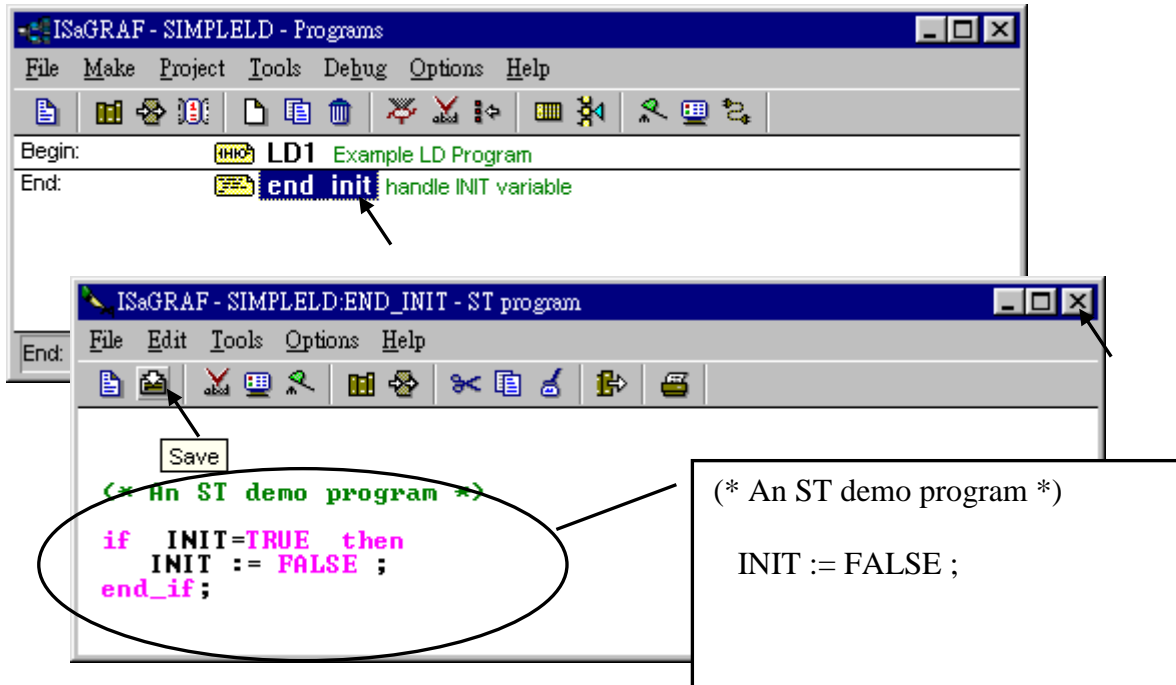 ISaGRAF - SIMPLELD - Programs
File Make Project Tools Debug Options Help
Begin: LD1 Example LD Program
End: end init handle INIT variable
End:
ISaGRAF - SIMPLELD:END_INIT - ST program
File Edit Tools Options Help
Save
(* An ST demo program *)
if INIT=TRUE then
INIT := FALSE ;
end_if;
(* An ST demo program *)
INIT := FALSE ;